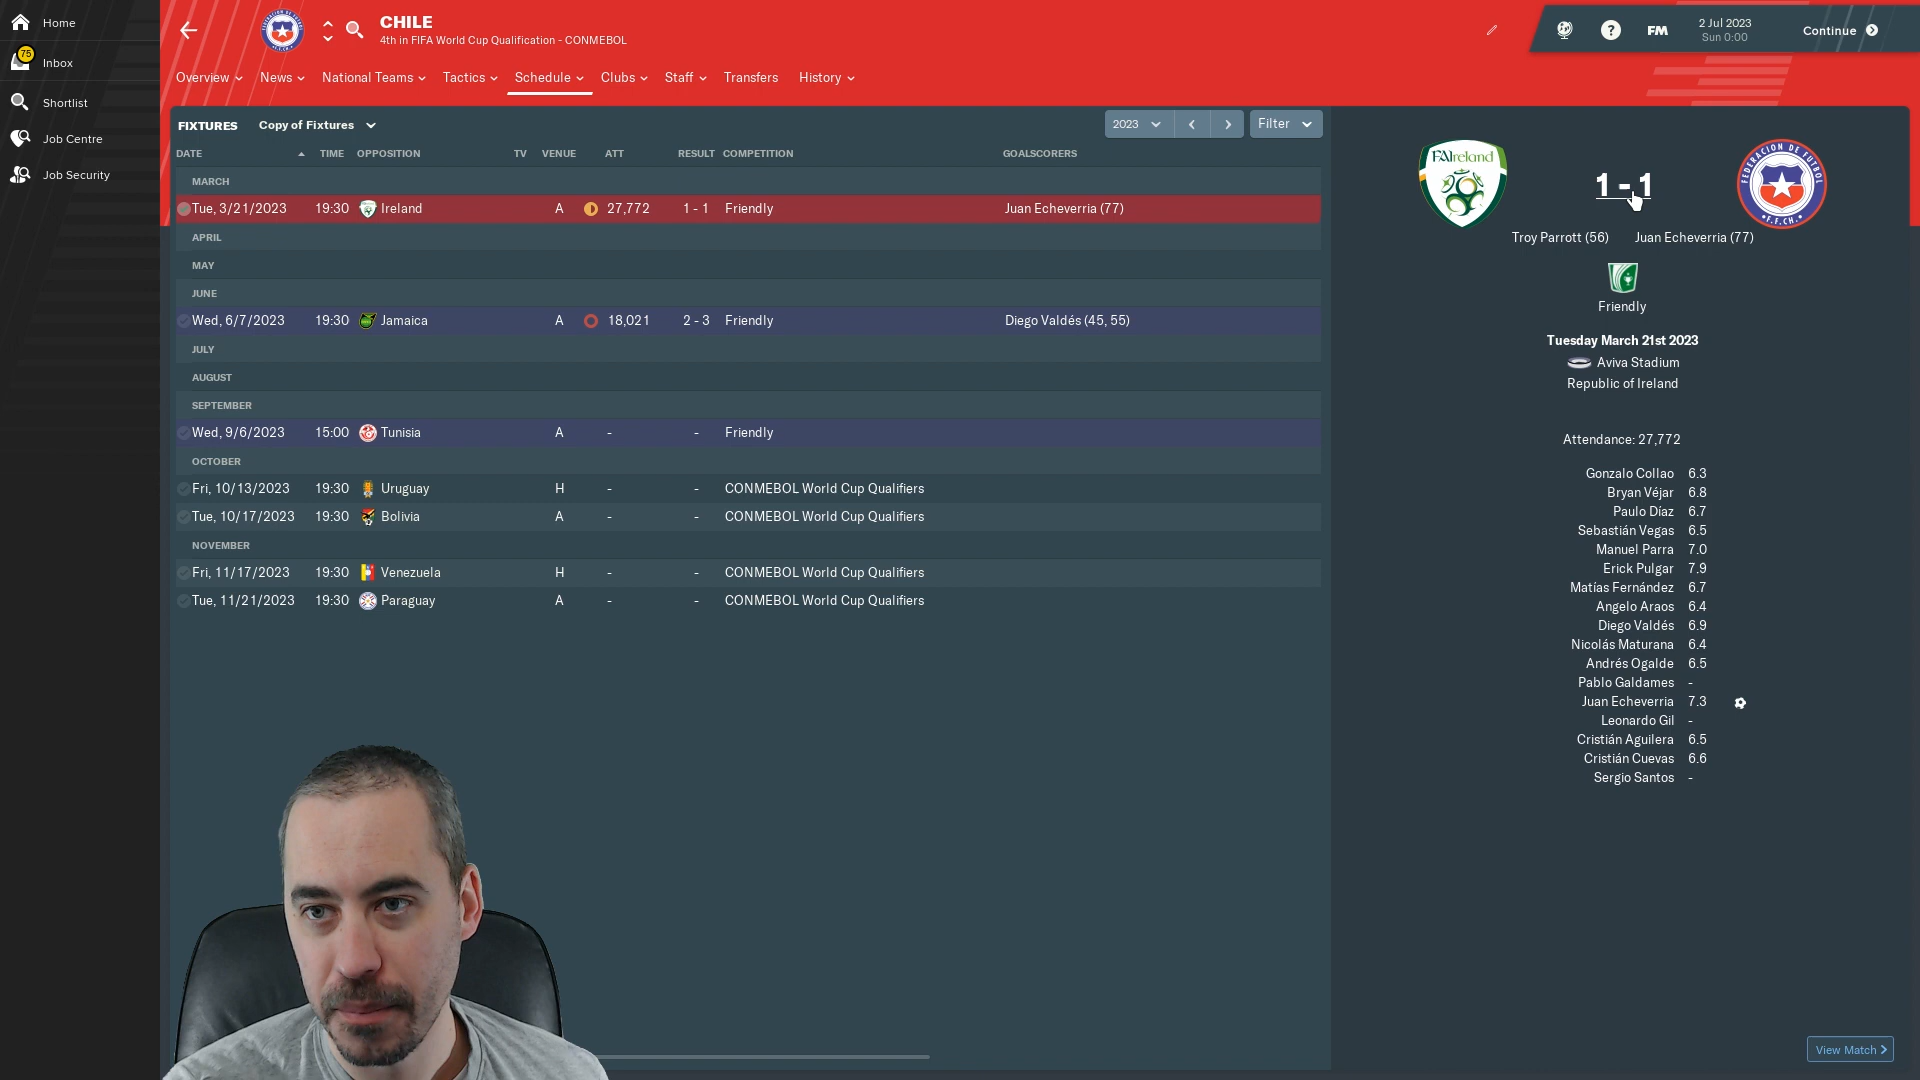 Home
75
Inbox
Shortlist
Job Centre
Job Security
CHILE
4th in FIFA World Cup Qualification - CONMEBOL
FM
2 Jul 2023
Sun 0:00
Continue
Overview
News
National Teams
Tactics
Schedule
Clubs
Staff
Transfers
History
FIXTURES
Copy of Fixtures
2023
Filter
DATE TIME OPPOSITION TV VENUE ATT RESULT COMPETITION GOALSCORERS
MARCH
Tue, 3/21/2023 19:30 Ireland A 27,772 1 - 1 Friendly Juan Echeverria (77)
APRIL
MAY
JUNE
Wed, 6/7/2023 19:30 Jamaica A 18,021 2 - 3 Friendly Diego Valdés (45, 55)
JULY
AUGUST
SEPTEMBER
Wed, 9/6/2023 15:00 Tunisia A - - Friendly
OCTOBER
Fri, 10/13/2023 19:30 Uruguay H - - CONMEBOL World Cup Qualifiers
Tue, 10/17/2023 19:30 Bolivia A - - CONMEBOL World Cup Qualifiers
NOVEMBER
Fri, 11/17/2023 19:30 Venezuela H - - CONMEBOL World Cup Qualifiers
Tue, 11/21/2023 19:30 Paraguay A - - CONMEBOL World Cup Qualifiers
FAIreland
1 - 1
FEDERACION DE FUTBOL
F.F.CH.
Troy Parrott (56) Juan Echeverria (77)
Friendly
Tuesday March 21st 2023
Aviva Stadium
Republic of Ireland
Attendance: 27,772
Gonzalo Collao 6.3
Bryan Véjar 6.8
Paulo Díaz 6.7
Sebastián Vegas 6.5
Manuel Parra 7.0
Erick Pulgar 7.9
Matías Fernández 6.7
Angelo Araos 6.4
Diego Valdés 6.9
Nicolás Maturana 6.4
Andrés Ogalde 6.5
Pablo Galdames -
Juan Echeverria 7.3
Leonardo Gil -
Cristián Aguilera 6.5
Cristián Cuevas 6.6
Sergio Santos -
View Match